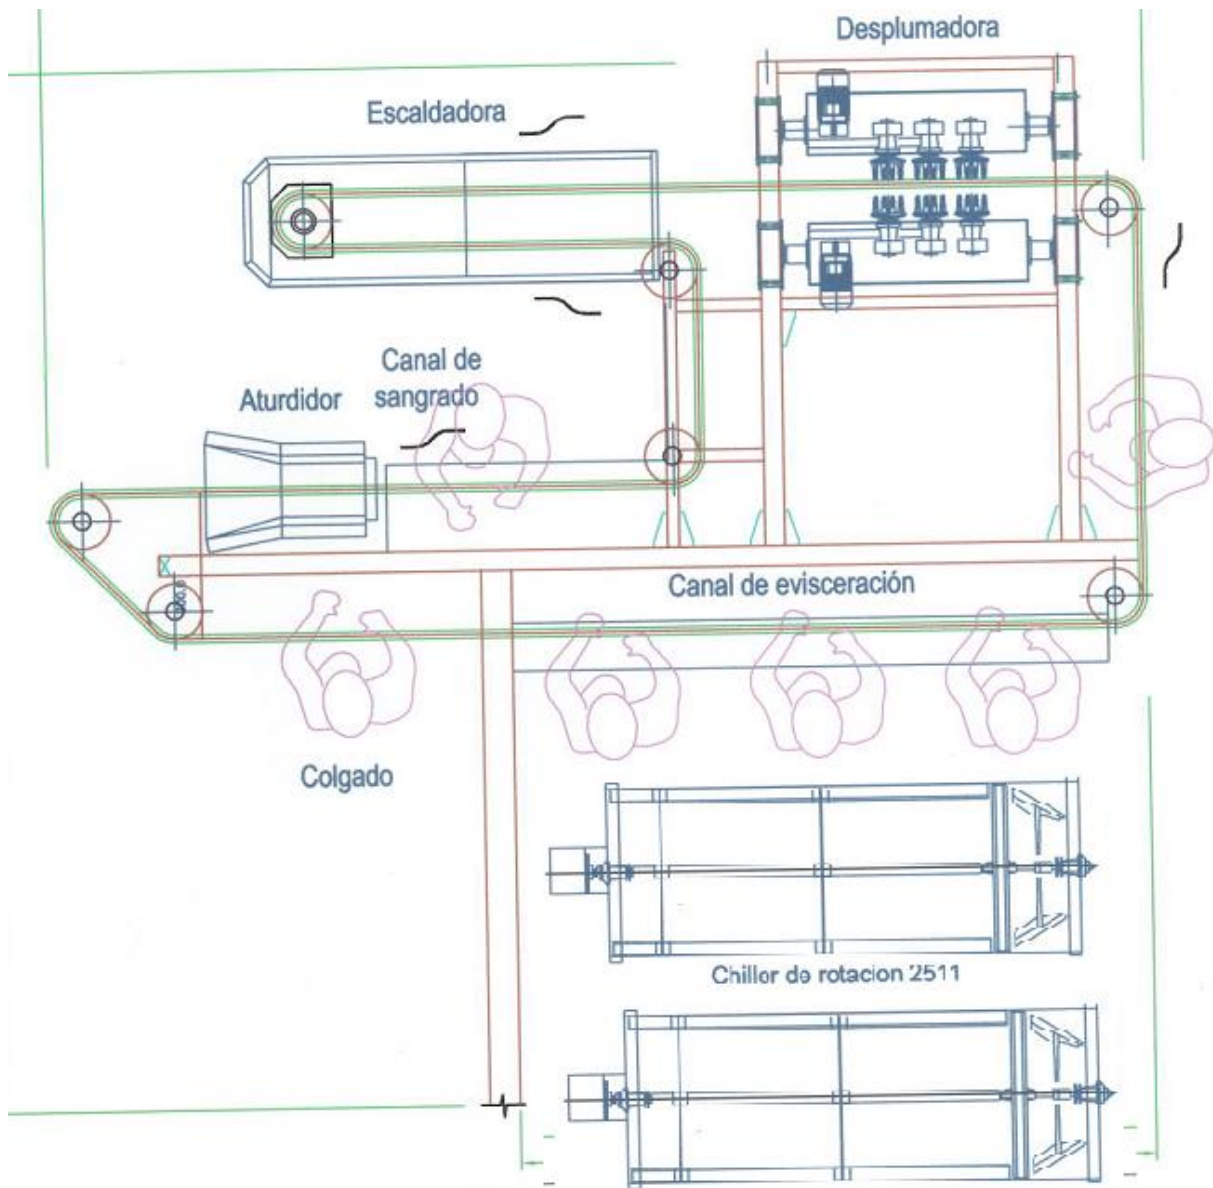 Desplumadora
Escaldadora
Canal de
sangrado
Aturdidor
Canal de evisceración
Colgado
Chiller de rotacion 2511